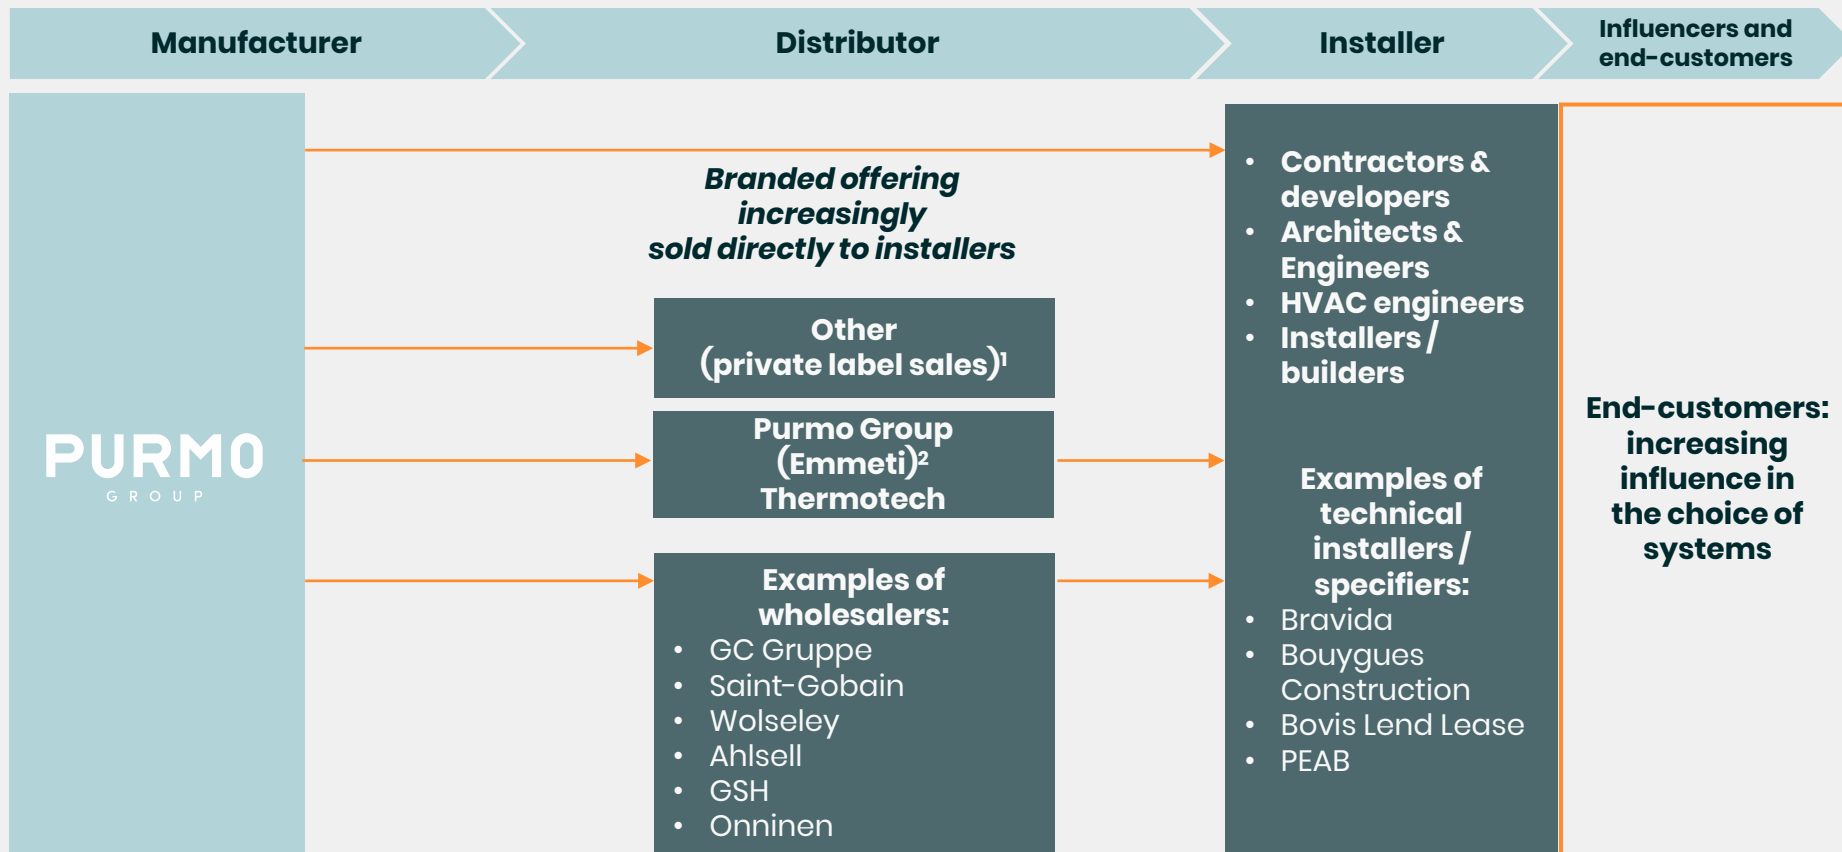 Manufacturer
Distributor
Installer
Influencers and
end-customers
PURMO
GROUP
Branded offering
increasingly
sold directly to installers
Other
(private label sales)¹
Purmo Group
(Emmeti)²
Thermotech
Examples of
wholesalers:
• GC Gruppe
• Saint-Gobain
• Wolseley
• Ahlsell
• GSH
• Onninen
• Contractors &
developers
• Architects &
Engineers
• HVAC engineers
• Installers /
builders
Examples of
technical
installers /
specifiers:
• Bravida
• Bouygues
Construction
• Bovis Lend Lease
• PEAB
End-customers:
increasing
influence in
the choice of
systems